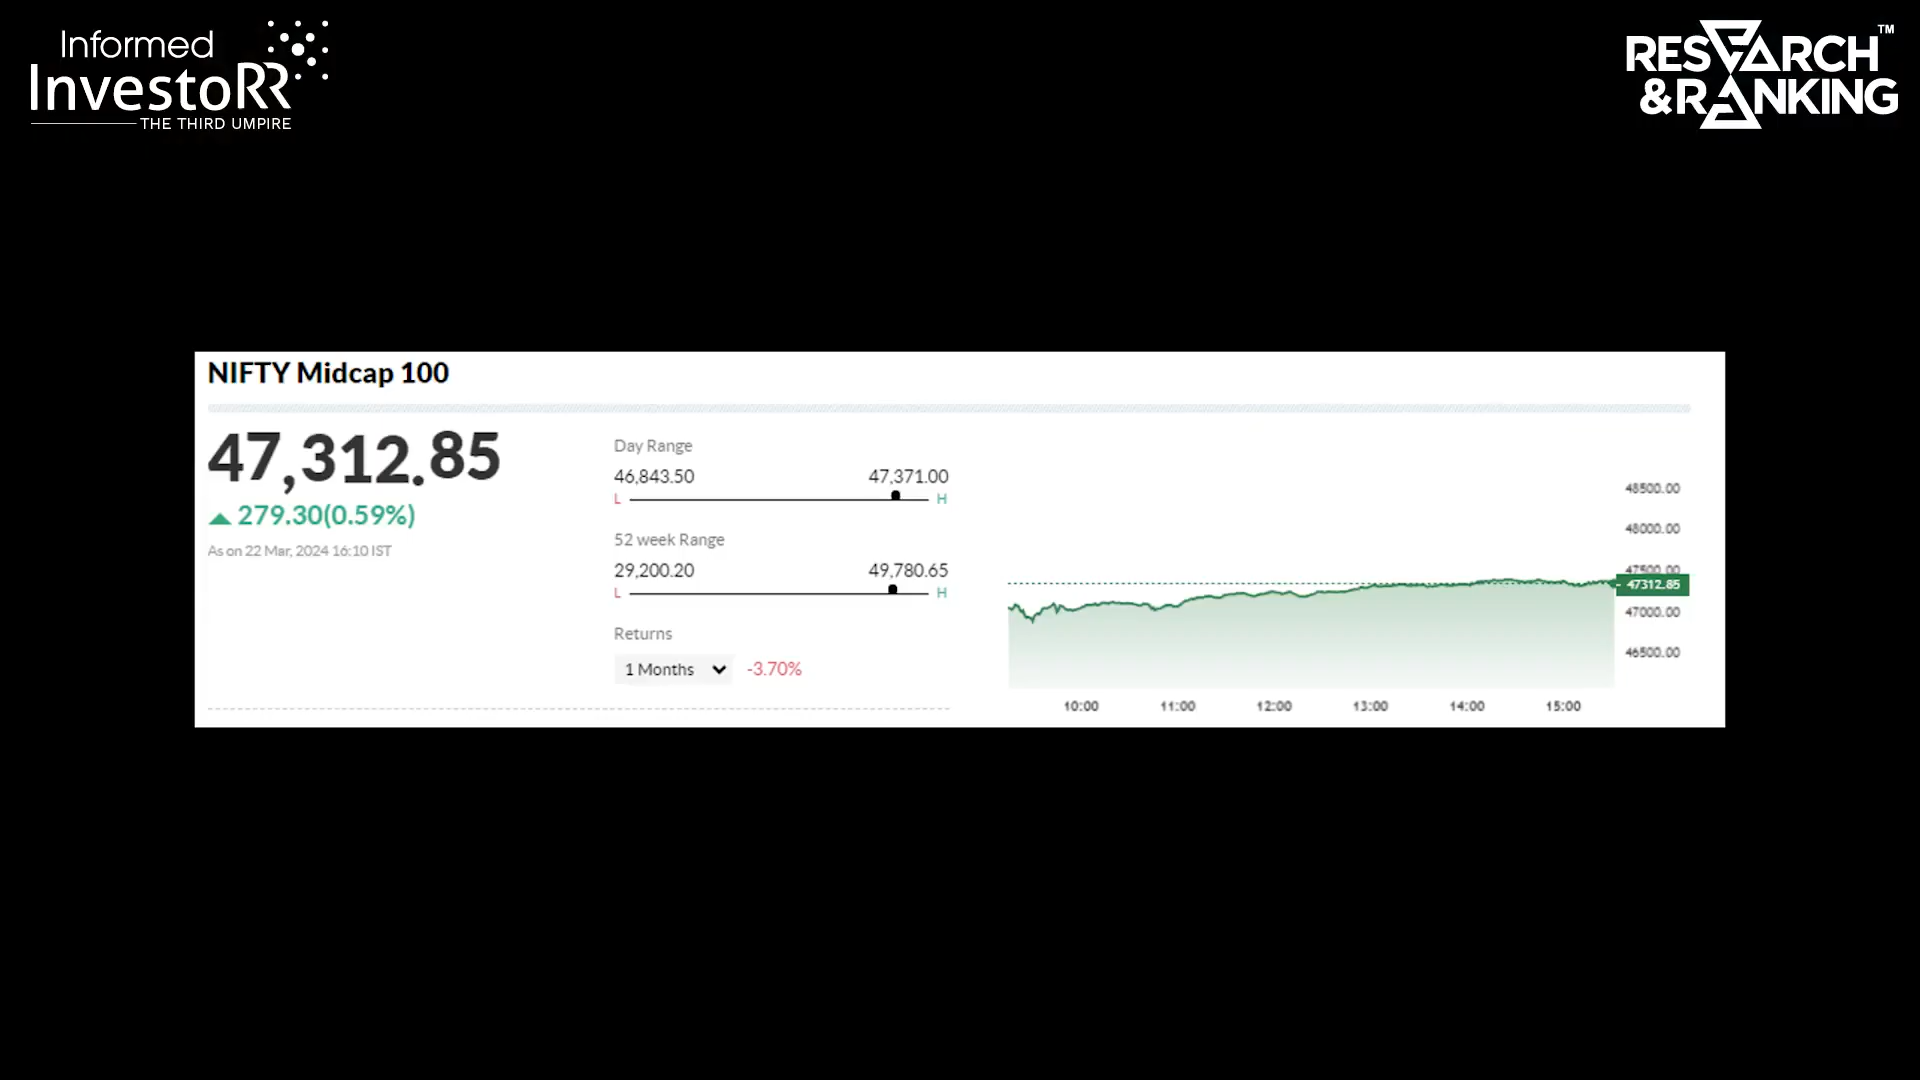 Informed
InvestoRR
THE THIRD UMPIRE
RESEARCH™
&RANKING
NIFTY Midcap 100
47,312.85
279.30(0.59%)
As on 22 Mar, 2024 16:10 IST
Day Range
46,843.50 47,371.00
L H
52 week Range
29,200.20 49,780.65
L H
Returns
1 Months -3.70%
48500.00
48000.00
47500.00
47312.85
47000.00
46500.00
10:00 11:00 12:00 13:00 14:00 15:00